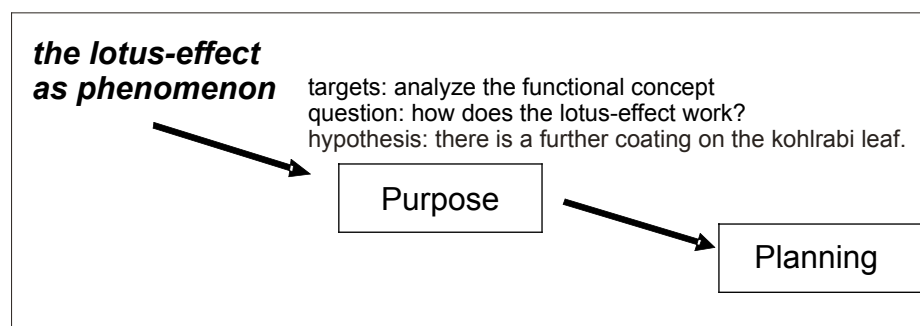 the lotus-effect
as phenomenon
targets: analyze the functional concept
question: how does the lotus-effect work?
hypothesis: there is a further coating on the kohlrabi leaf.
Purpose
Planning